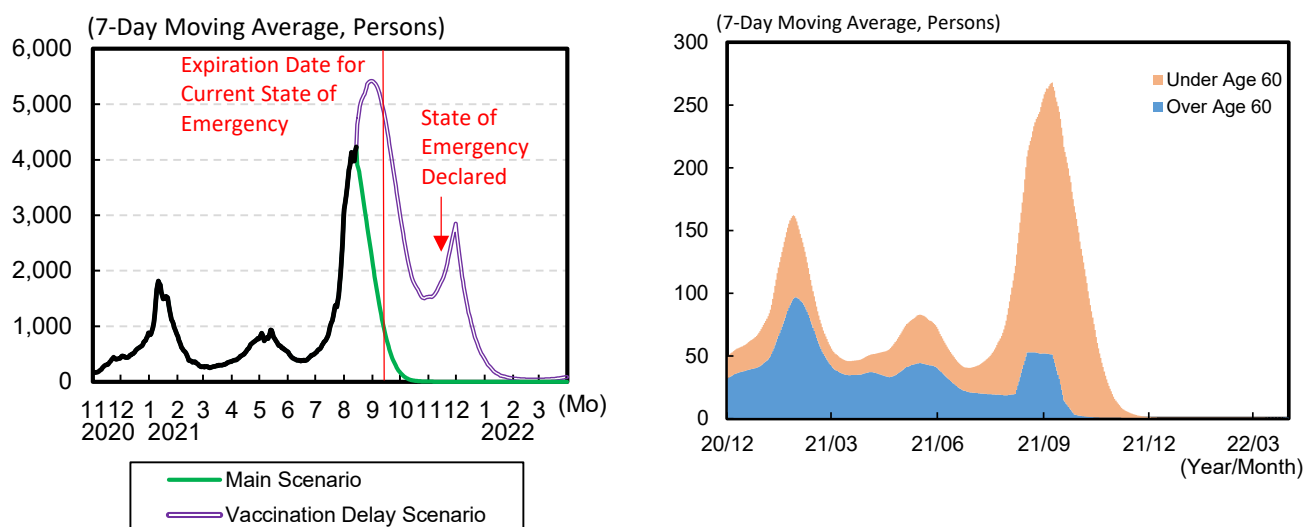 (7-Day Moving Average, Persons)
6,000
5,000
4,000
3,000
2,000
1,000
0
Expiration Date for
Current State of
Emergency
State of
Emergency
Declared
11 12 1 2 3 4 5 6 7 8 9 10 11 12 1 2 3 (Mo)
2020 2021 2022
Main Scenario
Vaccination Delay Scenario
(7-Day Moving Average, Persons)
300
250
200
150
100
50
0
Under Age 60
Over Age 60
20/12 21/03 21/06 21/09 21/12 22/03
(Year/Month)